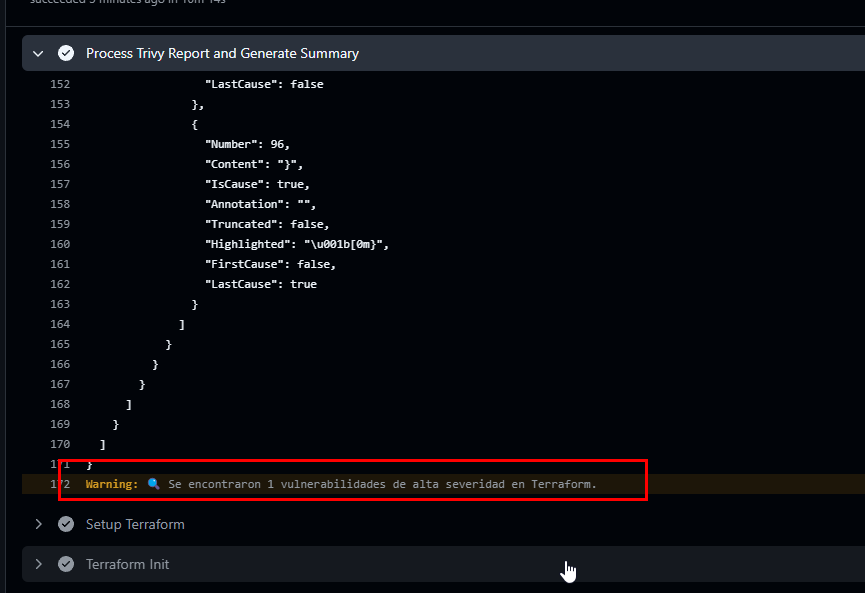 succeeded 5 minutes ago in 16m 14s
Process Trivy Report and Generate Summary
152 "LastCause": false
153 },
154 {
155 "Number": 96,
156 "Content": "}",
157 "IsCause": true,
158 "Annotation": "",
159 "Truncated": false,
160 "Highlighted": "\u001b[0m}",
161 "FirstCause": false,
162 "LastCause": true
163 }
164 ]
165 }
166 }
167 }
168 ]
169 }
170 ]
171 }
172 Warning: 🔍 Se encontraron 1 vulnerabilidades de alta severidad en Terraform.
Setup Terraform
Terraform Init